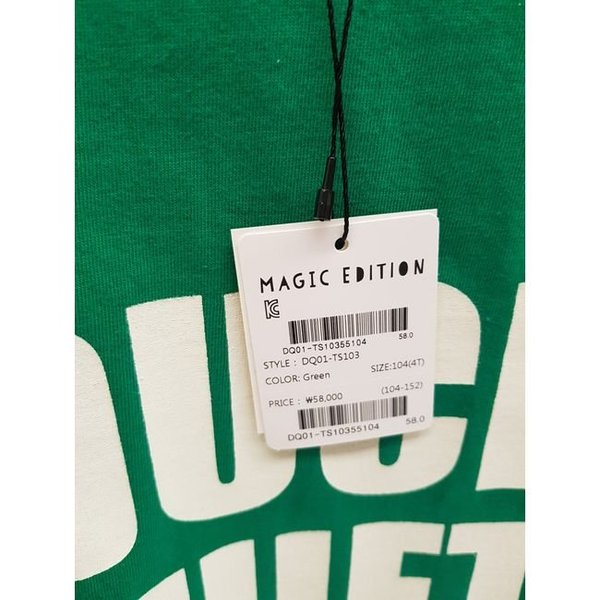 MAGIC EDITION
DQ01-TS10355104 58.0
STYLE : DQ01-TS103
COLOR: Green SIZE:104(4T)
PRICE : ₩58,000 (104-152)
DQ01-TS10355104 58.0